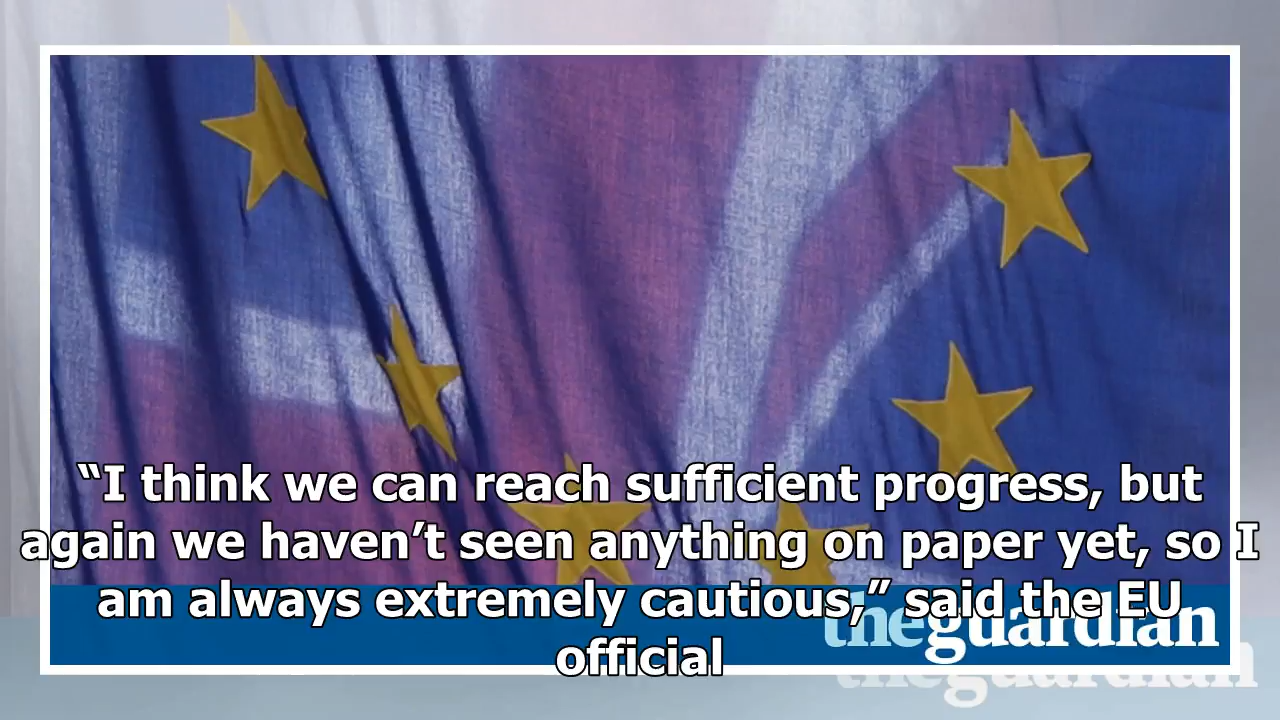 “I think we can reach sufficient progress, but
again we haven’t seen anything on paper yet, so I
am always extremely cautious,” said the EU
official
theguardian
theguardian